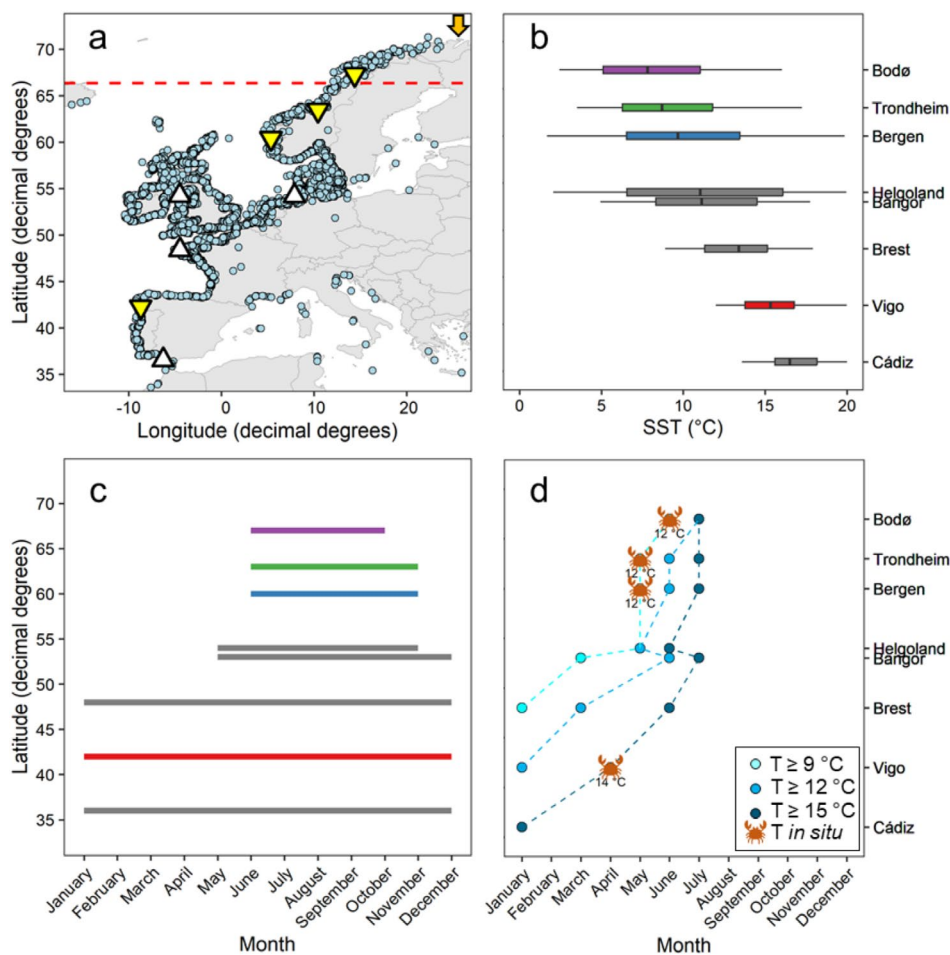 a
70
65
60
55
50
45
40
35
Latitude (decimal degrees)
-10 0 10 20
Longitude (decimal degrees)
b
Bodø
Trondheim
Bergen
Helgoland
Bangor
Brest
Vigo
Cádiz
0 5 10 15 20
SST (°C)
c
70
65
60
55
50
45
40
35
Latitude (decimal degrees)
January February March April May June July August September October November December
Month
d
12 °C
12 °C
12 °C
14 °C
Bodø
Trondheim
Bergen
Helgoland
Bangor
Brest
Vigo
Cádiz
T ≥ 9 °C
T ≥ 12 °C
T ≥ 15 °C
T in situ
January February March April May June July August September October November December
Month